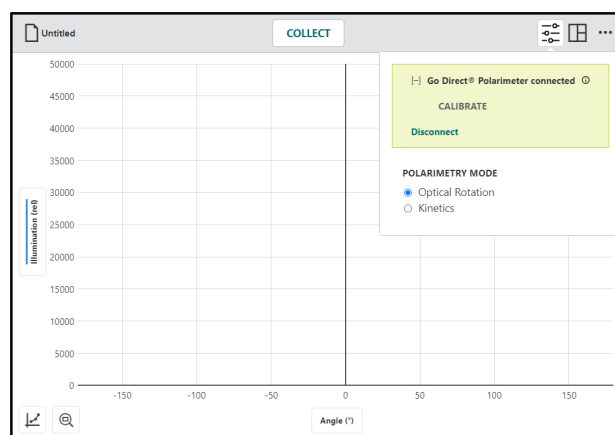 Untitled
COLLECT
[–] Go Direct® Polarimeter connected
CALIBRATE
Disconnect
POLARIMETRY MODE
Optical Rotation
Kinetics
Illumination (rel)
50000
45000
40000
35000
30000
25000
20000
15000
10000
5000
0
-150 -100 -50 0 50 100 150
Angle (°)